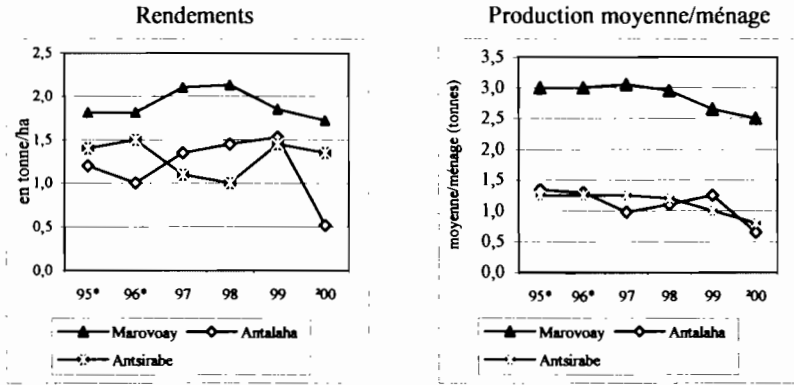 Rendements
en tonne/ha
2,5
2,0
1,5
1,0
0,5
0,0
95* 96* 97 98 99 '00
Marovoay Antalaha
Antsirabe
Production moyenne/ménage
moyenne/ménage (tonnes)
3,5
3,0
2,5
2,0
1,5
1,0
0,5
0,0
95* 96* 97 98 99 '00
Marovoay Antalaha
Antsirabe